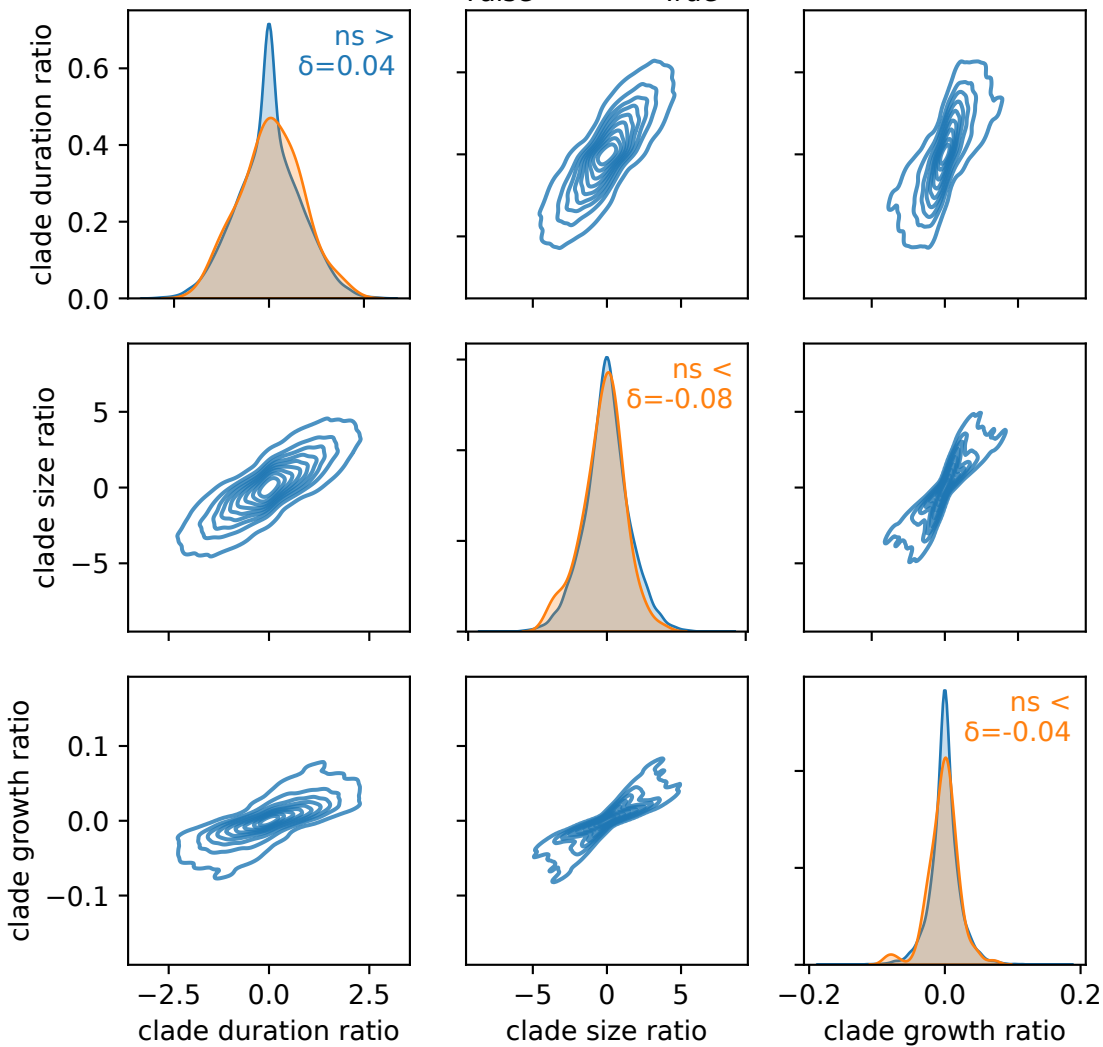 ns >
δ=0.04
0.6
0.4
0.2
0.0
clade duration ratio
ns <
δ=-0.08
5
0
−5
clade size ratio
ns <
δ=-0.04
0.1
0.0
−0.1
clade growth ratio
−2.5 0.0 2.5
−5 0 5
−0.2 0.0 0.2
clade duration ratio
clade size ratio
clade growth ratio